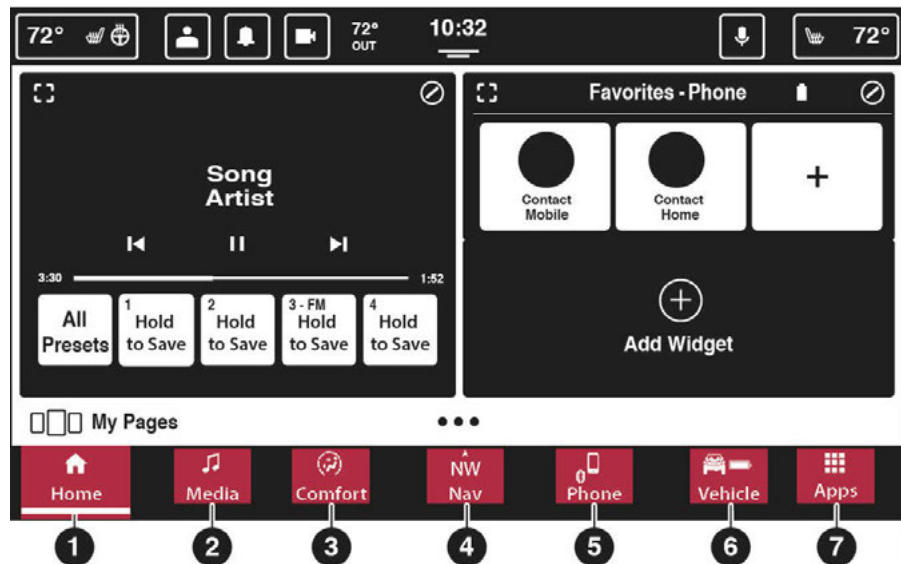 72°
72°
OUT
10:32
72°
Song
Artist
3:30
1:52
All
Presets
1
Hold
to Save
2
Hold
to Save
3 - FM
Hold
to Save
4
Hold
to Save
Favorites - Phone
Contact
Mobile
Contact
Home
+
Add Widget
My Pages
Home
Media
Comfort
NW
Nav
Phone
Vehicle
Apps
1
2
3
4
5
6
7